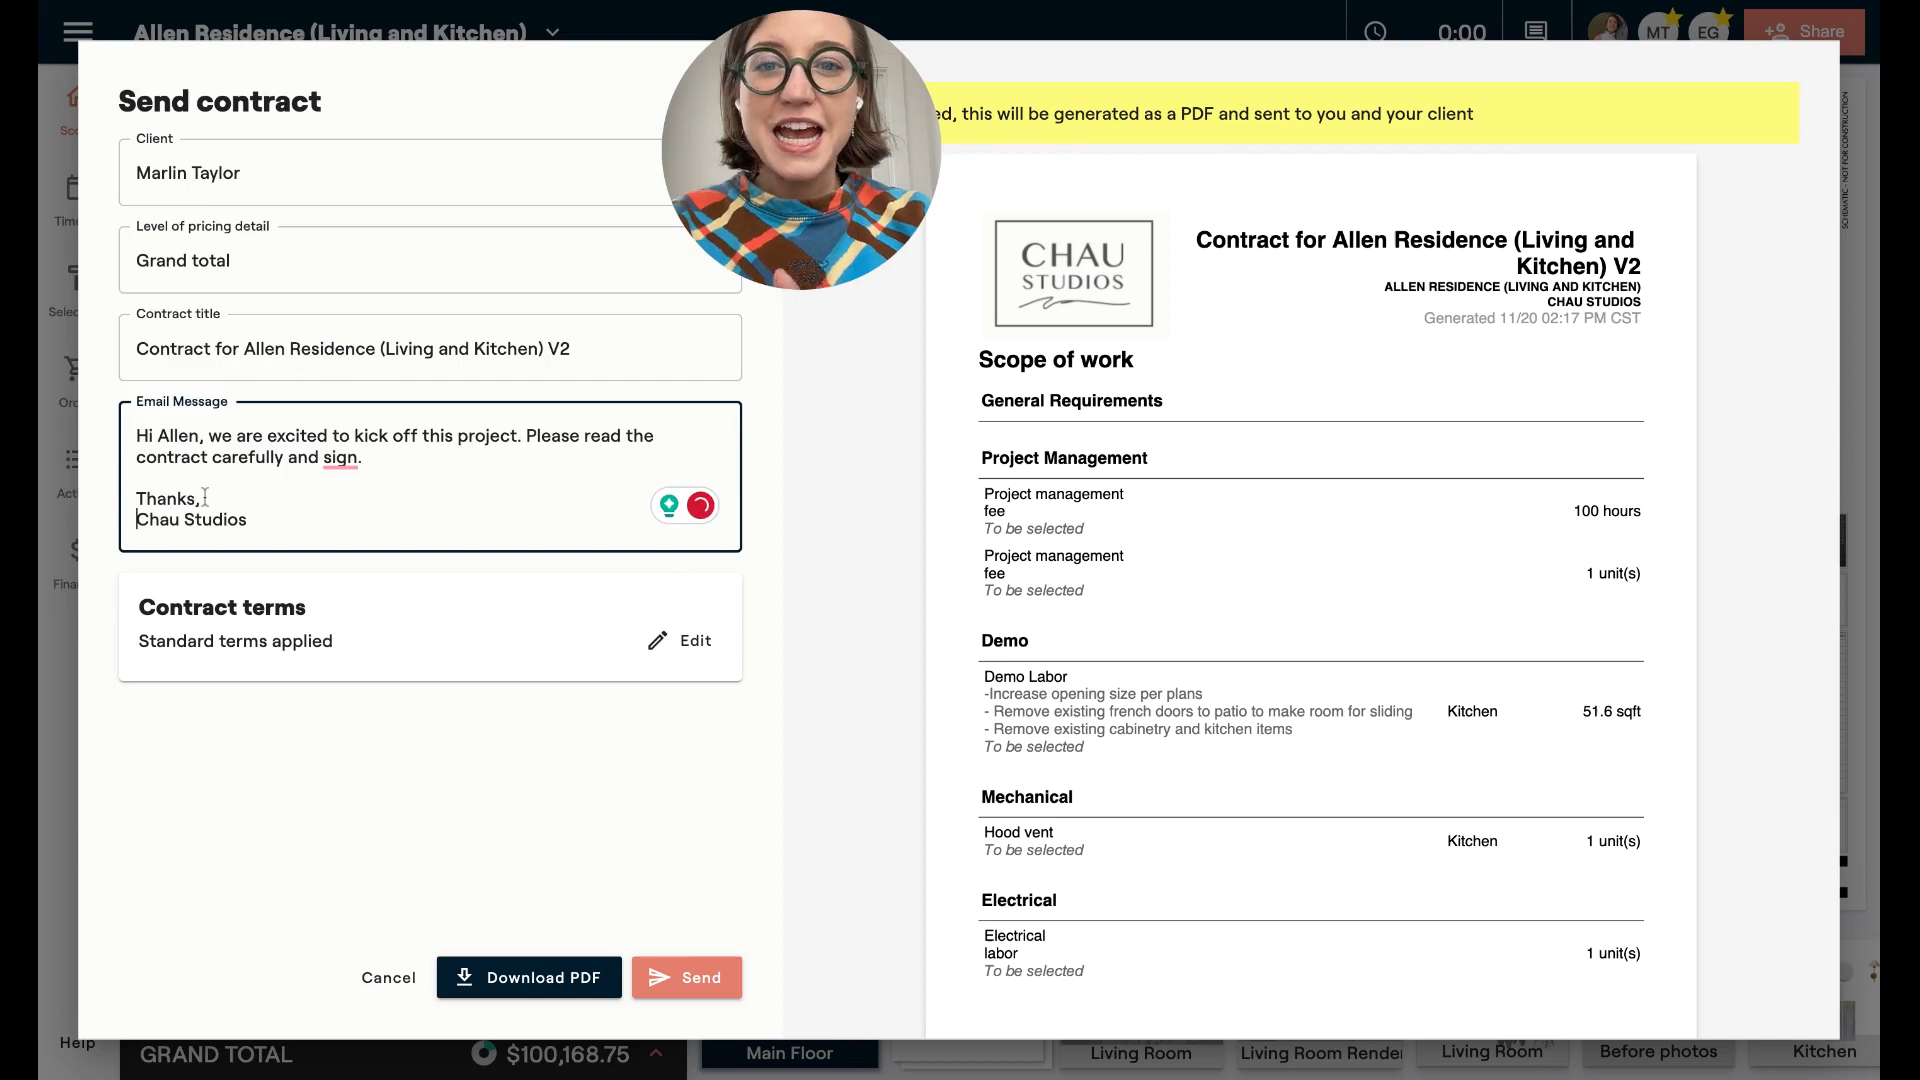 Allen Residence (Living and Kitchen)
0:00
MT
EG
Share
Send contract
Client
Marlin Taylor
Level of pricing detail
Grand total
Contract title
Contract for Allen Residence (Living and Kitchen) V2
Email Message
Hi Allen, we are excited to kick off this project. Please read the
contract carefully and sign.
Thanks,
Chau Studios
Contract terms
Standard terms applied
Edit
Cancel
Download PDF
Send
Help
GRAND TOTAL
$100,168.75
this will be generated as a PDF and sent to you and your client
CHAU
STUDIOS
Contract for Allen Residence (Living and
Kitchen) V2
ALLEN RESIDENCE (LIVING AND KITCHEN)
CHAU STUDIOS
Generated 11/20 02:17 PM CST
Scope of work
General Requirements
Project Management
Project management
fee
To be selected
100 hours
Project management
fee
To be selected
1 unit(s)
Demo
Demo Labor
-Increase opening size per plans
- Remove existing french doors to patio to make room for sliding
- Remove existing cabinetry and kitchen items
To be selected
Kitchen
51.6 sqft
Mechanical
Hood vent
To be selected
Kitchen
1 unit(s)
Electrical
Electrical
labor
To be selected
1 unit(s)
SCHEMATIC - NOT FOR CONSTRUCTION
Main Floor
Living Room
Living Room Render
Living Room
Before photos
Kitchen